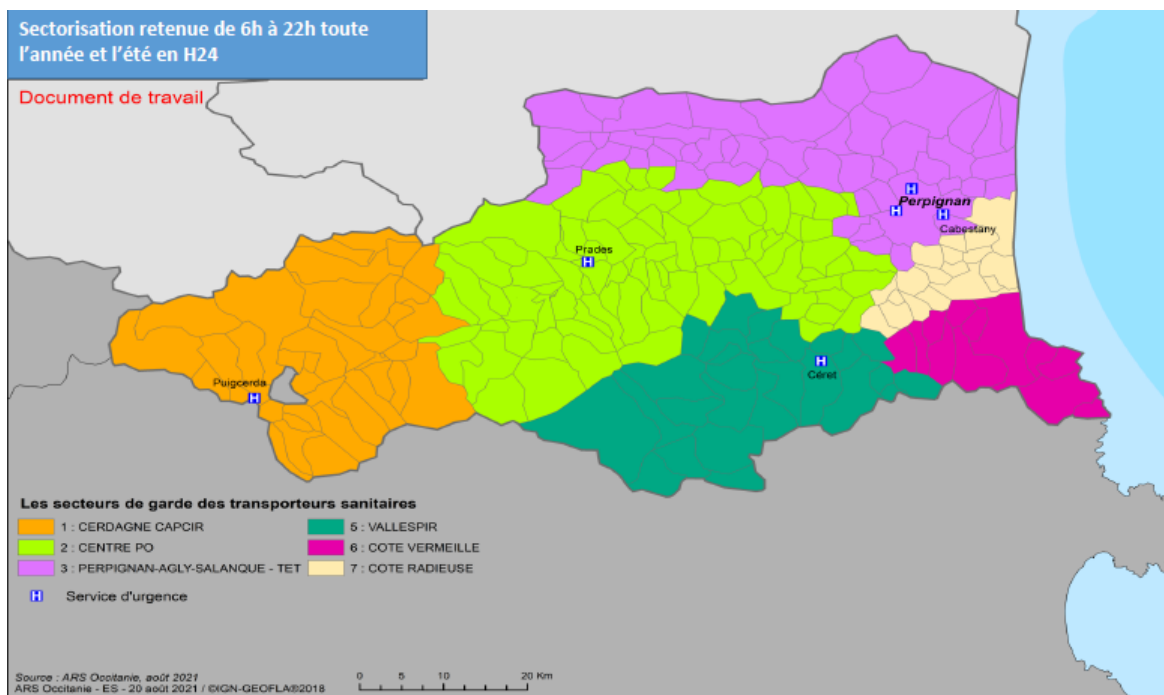 Sectorisation retenue de 6h à 22h toute
l'année et l'été en H24
Document de travail
Perpignan
Cabestany
Prades
Céret
Puigcerda
Les secteurs de garde des transporteurs sanitaires
1 : CERDAGNE CAPCIR
5 : VALLESPIR
2 : CENTRE PO
6 : COTE VERMEILLE
3 : PERPIGNAN-AGLY-SALANQUE - TET
7 : COTE RADIEUSE
H Service d'urgence
Source : ARS Occitanie, août 2021
ARS Occitanie - ES - 20 août 2021 / ©IGN-GEOFLA®2018
0 5 10 20 Km